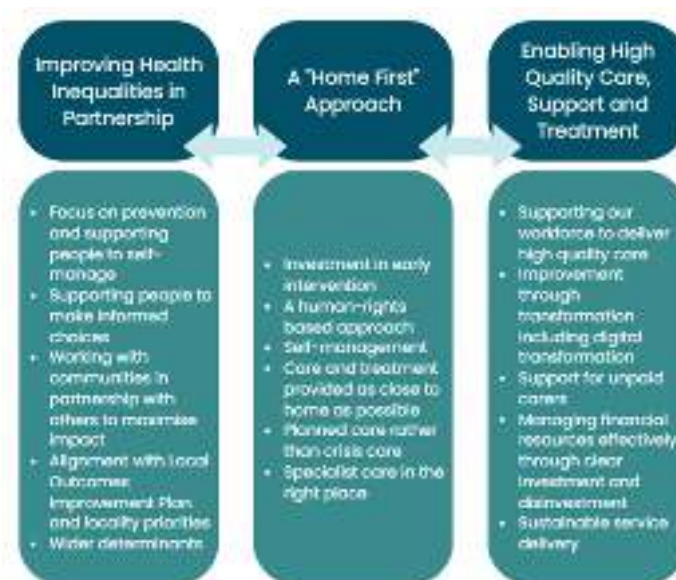 Improving Health
Inequalities in
Partnership
• Focus on prevention
and supporting
people to self-
manage
• Supporting people to
make informed
choices
• Working with
communities in
partnership with
others to maximise
impact
• Alignment with Local
Outcomes
Improvement Plan
and locality priorities
• Wider determinants
A "Home First"
Approach
• Investment in early
intervention
• A human-rights
based approach
• Self-management
• Care and treatment
provided as close to
home as possible
• Planned care rather
than crisis care
• Specialist care in the
right place
Enabling High
Quality Care,
Support and
Treatment
• Supporting our
workforce to deliver
high quality care
• Improvement
through
transformation
including digital
transformation
• Support for unpaid
carers
• Managing financial
resources effectively
through clear
investment and
disinvestment
• Sustainable service
delivery